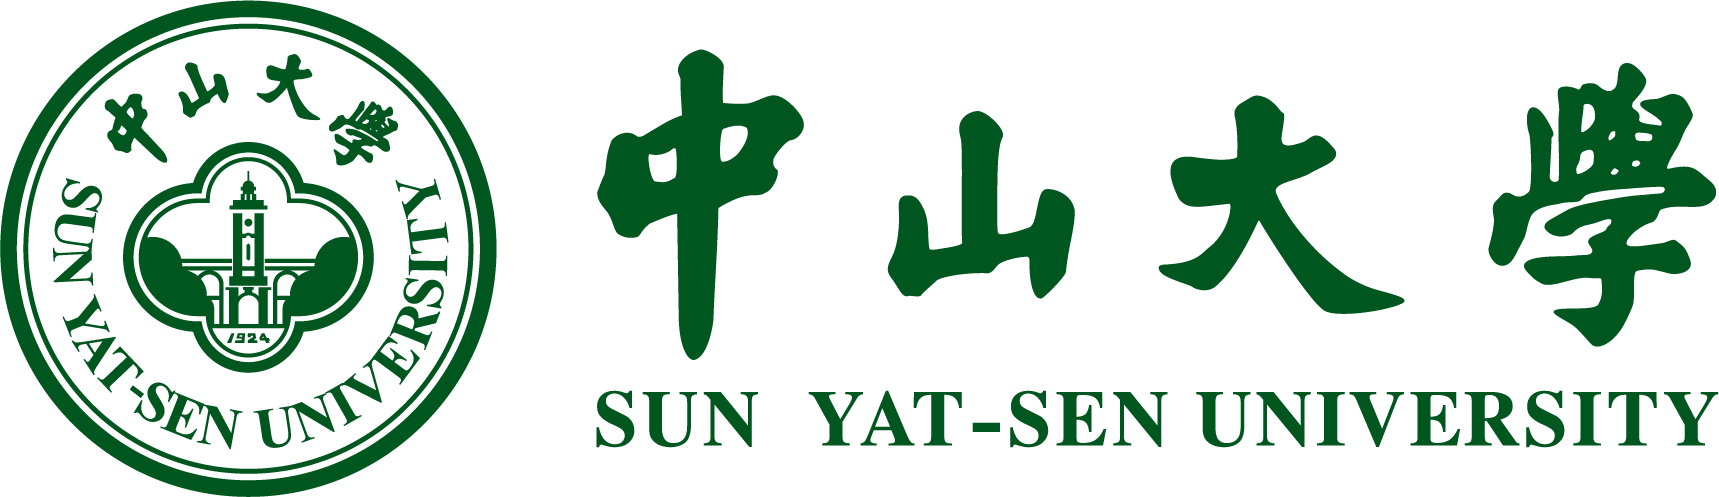 中山大學
SUN YAT-SEN UNIVERSITY
1924
中山大學
SUN YAT-SEN UNIVERSITY